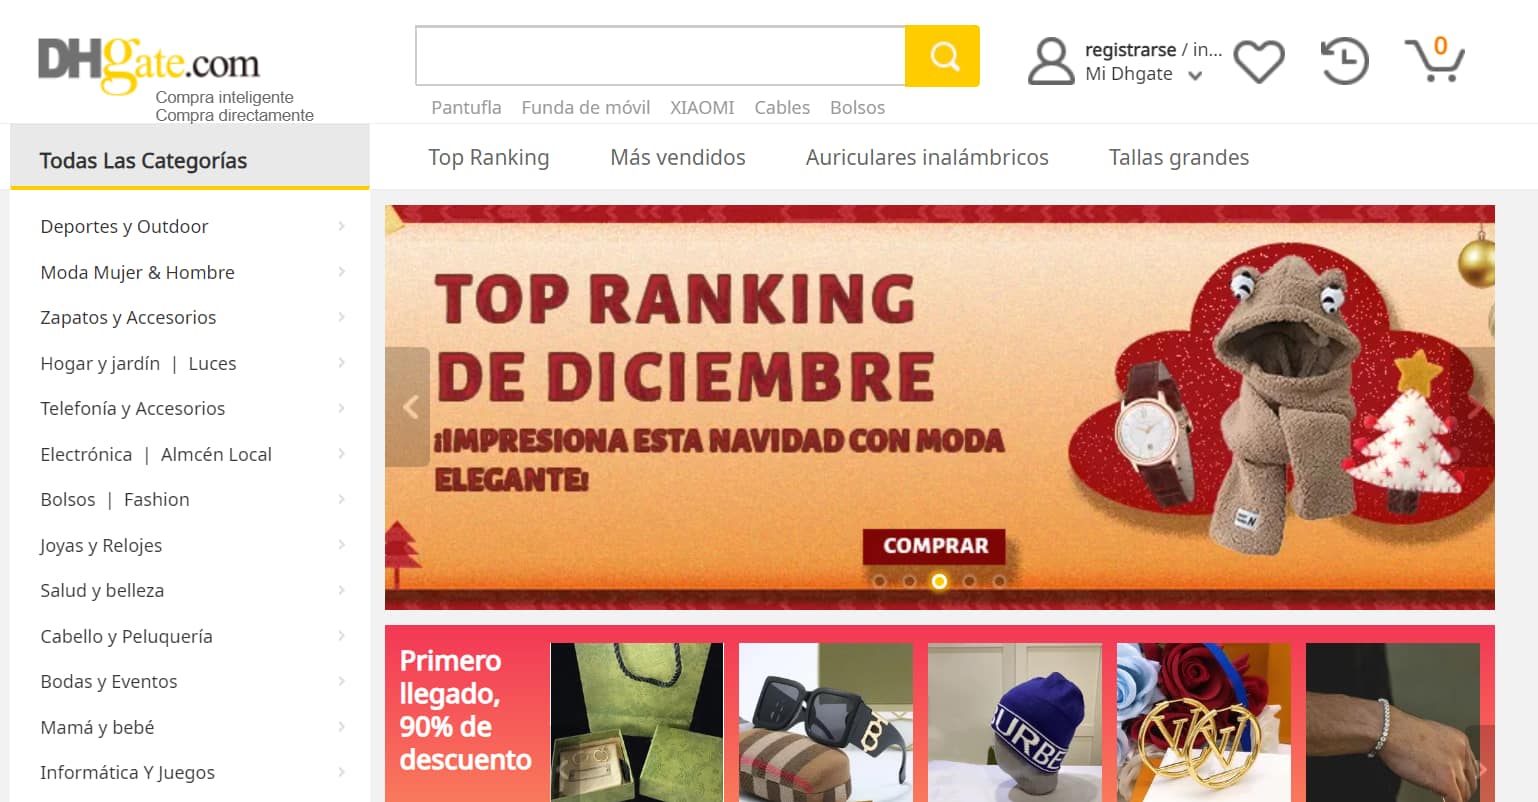 DHgate.com
Compra inteligente
Compra directamente
registrarse / in...
Mi Dhgate
0
Pantufla Funda de móvil XIAOMI Cables Bolsos
Todas Las Categorías
Top Ranking Más vendidos Auriculares inalámbricos Tallas grandes
Deportes y Outdoor
Moda Mujer & Hombre
Zapatos y Accesorios
Hogar y jardín | Luces
Telefonía y Accesorios
Electrónica | Almcén Local
Bolsos | Fashion
Joyas y Relojes
Salud y belleza
Cabello y Peluquería
Bodas y Eventos
Mamá y bebé
Informática Y Juegos
TOP RANKING
DE DICIEMBRE
¡IMPRESIONA ESTA NAVIDAD CON MODA
ELEGANTE!
COMPRAR
Primero
llegado,
90% de
descuento
URBE